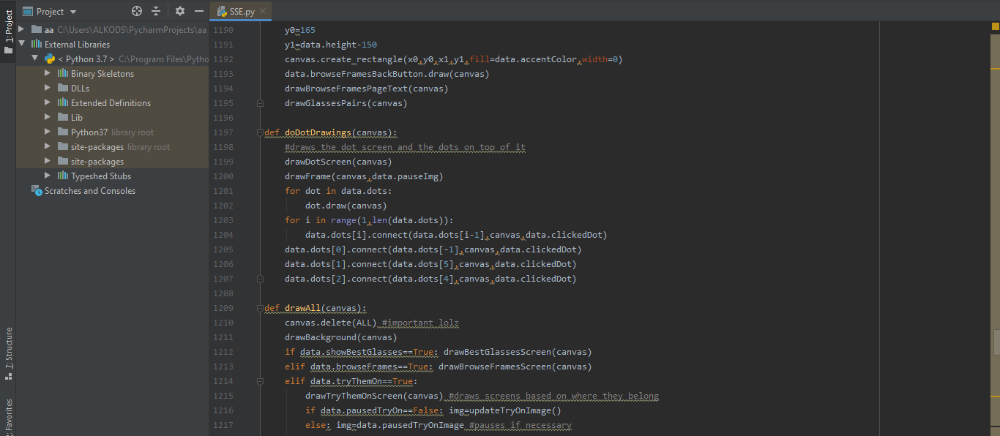 Project
SSE.py
1: Project
aa C:\Users\ALKODS\PycharmProjects\aa
External Libraries
< Python 3.7 > C:\Program Files\Pytho
Binary Skeletons
DLLs
Extended Definitions
Lib
Python37 library root
site-packages library root
site-packages
Typeshed Stubs
Scratches and Consoles
7: Structure
Favorites
1190 y0=165
1191 y1=data.height-150
1192 canvas.create_rectangle(x0,y0,x1,y1,fill=data.accentColor,width=0)
1193 data.browseFramesBackButton.draw(canvas)
1194 drawBrowseFramesPageText(canvas)
1195 drawGlassesPairs(canvas)
1196
1197 def doDotDrawings(canvas):
1198 #draws the dot screen and the dots on top of it
1199 drawDotScreen(canvas)
1200 drawFrame(canvas,data.pauseImg)
1201 for dot in data.dots:
1202 dot.draw(canvas)
1203 for i in range(1,len(data.dots)):
1204 data.dots[i].connect(data.dots[i-1],canvas,data.clickedDot)
1205 data.dots[0].connect(data.dots[-1],canvas,data.clickedDot)
1206 data.dots[1].connect(data.dots[5],canvas,data.clickedDot)
1207 data.dots[2].connect(data.dots[4],canvas,data.clickedDot)
1208
1209 def drawAll(canvas):
1210 canvas.delete(ALL) #important lolz
1211 drawBackground(canvas)
1212 if data.showBestGlasses==True: drawBestGlassesScreen(canvas)
1213 elif data.browseFrames==True: drawBrowseFramesScreen(canvas)
1214 elif data.tryThemOn==True:
1215 drawTryThemOnScreen(canvas) #draws screens based on where they belong
1216 if data.pausedTryOn==False: img=updateTryOnImage()
1217 else: img=data.pausedTryOnImage #pauses if necessary